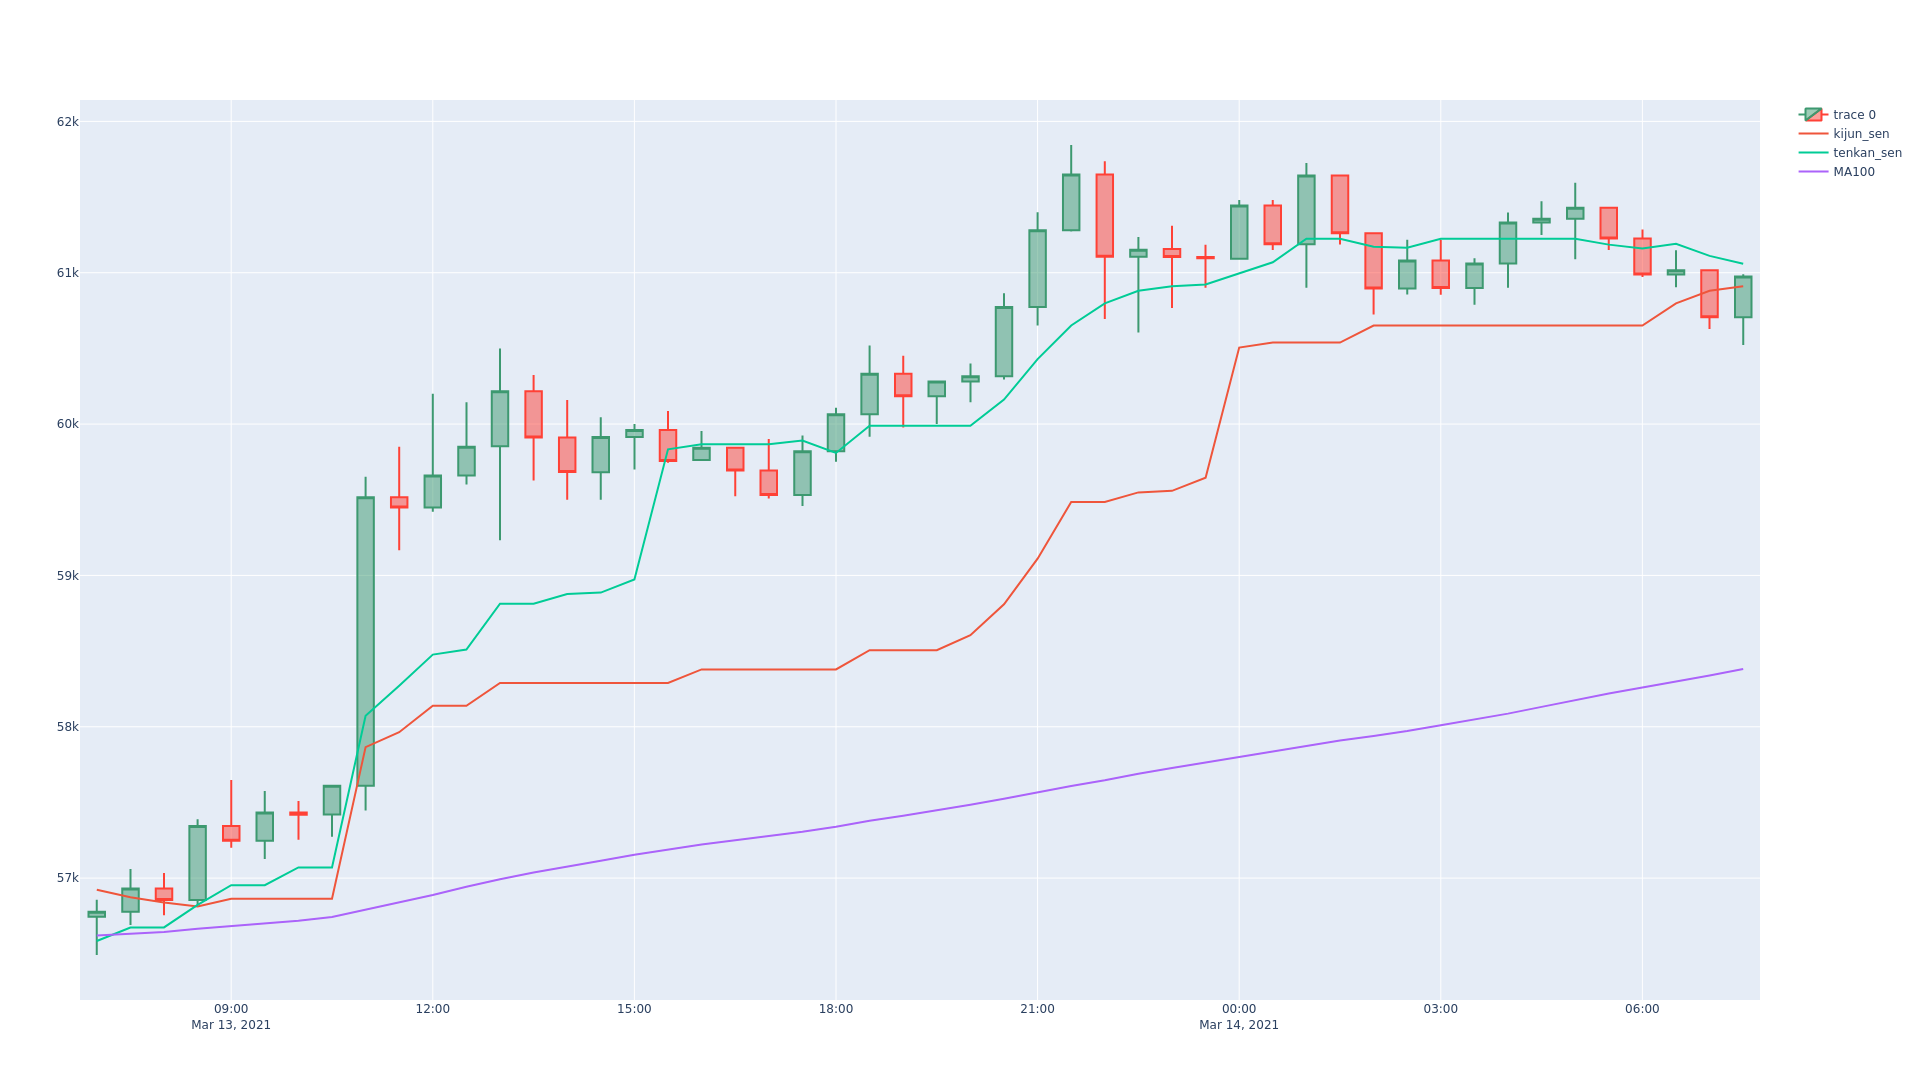 62k
61k
60k
59k
58k
57k
09:00
Mar 13, 2021
12:00
15:00
18:00
21:00
00:00
Mar 14, 2021
03:00
06:00
trace 0
kijun_sen
tenkan_sen
MA100